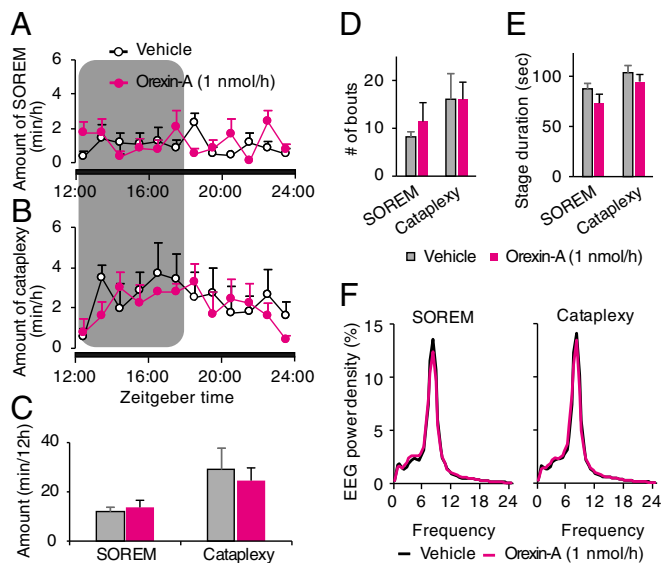 A
Vehicle
Orexin-A (1 nmol/h)
Amount of SOREM
(min/h)
6
4
2
0
12:00 16:00 20:00 24:00
B
Amount of cataplexy
(min/h)
6
4
2
0
12:00 16:00 20:00 24:00
Zeitgeber time
C
Amount (min/12h)
40
20
0
SOREM Cataplexy
D
# of bouts
20
10
0
SOREM
Cataplexy
E
Stage duration (sec)
100
50
0
SOREM
Cataplexy
Vehicle Orexin-A (1 nmol/h)
F
SOREM Cataplexy
EEG power density (%)
15
10
5
0
0 6 12 18 24 0 6 12 18 24
Frequency Frequency
Vehicle Orexin-A (1 nmol/h)